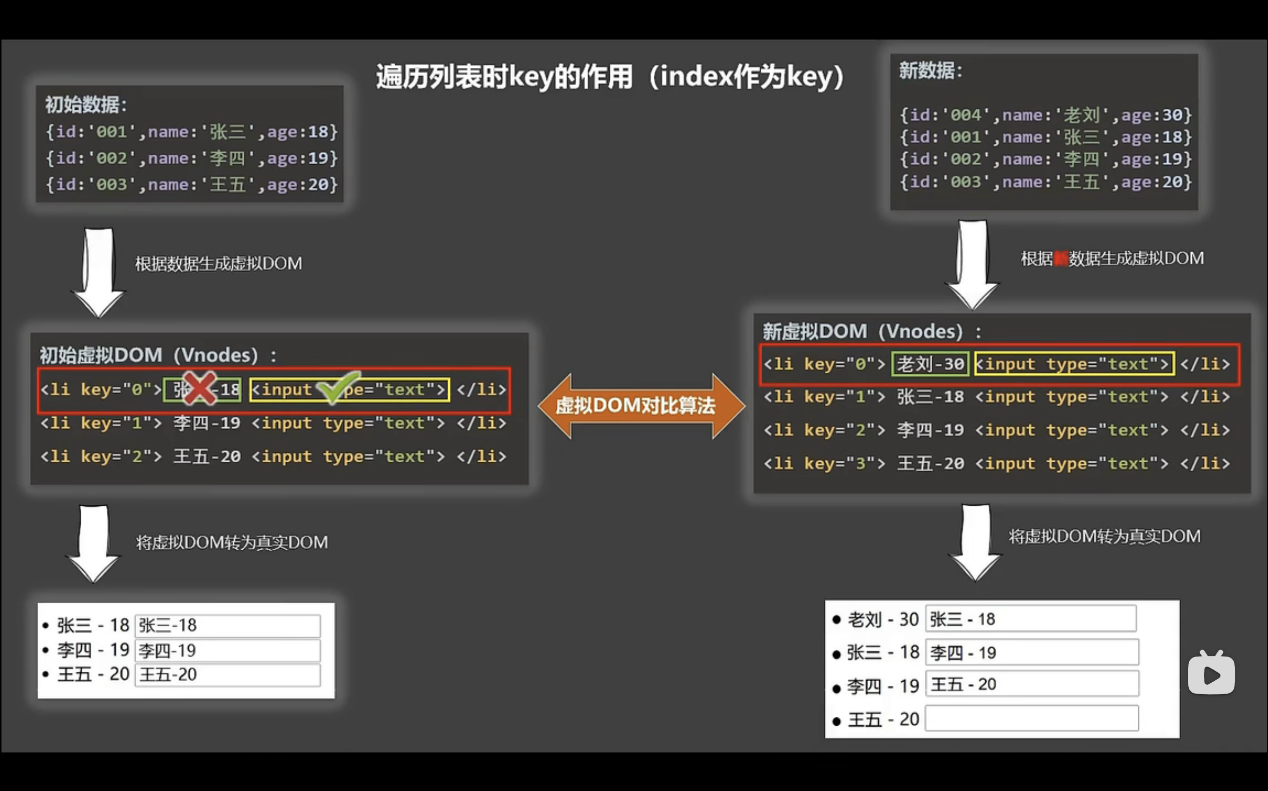 遍历列表时key的作用（index作为key）
初始数据：
{id:'001',name:'张三',age:18}
{id:'002',name:'李四',age:19}
{id:'003',name:'王五',age:20}
根据数据生成虚拟DOM
初始虚拟DOM（Vnodes）：
<li key="0"> 张-18 <input type="text"> </li>
<li key="1"> 李四-19 <input type="text"> </li>
<li key="2"> 王五-20 <input type="text"> </li>
将虚拟DOM转为真实DOM
• 张三 - 18 张三-18
• 李四 - 19 李四-19
• 王五 - 20 王五-20
虚拟DOM对比算法
新数据：
{id:'004',name:'老刘',age:30}
{id:'001',name:'张三',age:18}
{id:'002',name:'李四',age:19}
{id:'003',name:'王五',age:20}
根据新数据生成虚拟DOM
新虚拟DOM（Vnodes）：
<li key="0"> 老刘-30 <input type="text"> </li>
<li key="1"> 张三-18 <input type="text"> </li>
<li key="2"> 李四-19 <input type="text"> </li>
<li key="3"> 王五-20 <input type="text"> </li>
将虚拟DOM转为真实DOM
• 老刘 - 30 张三 - 18
• 张三 - 18 李四 - 19
• 李四 - 19 王五 - 20
• 王五 - 20